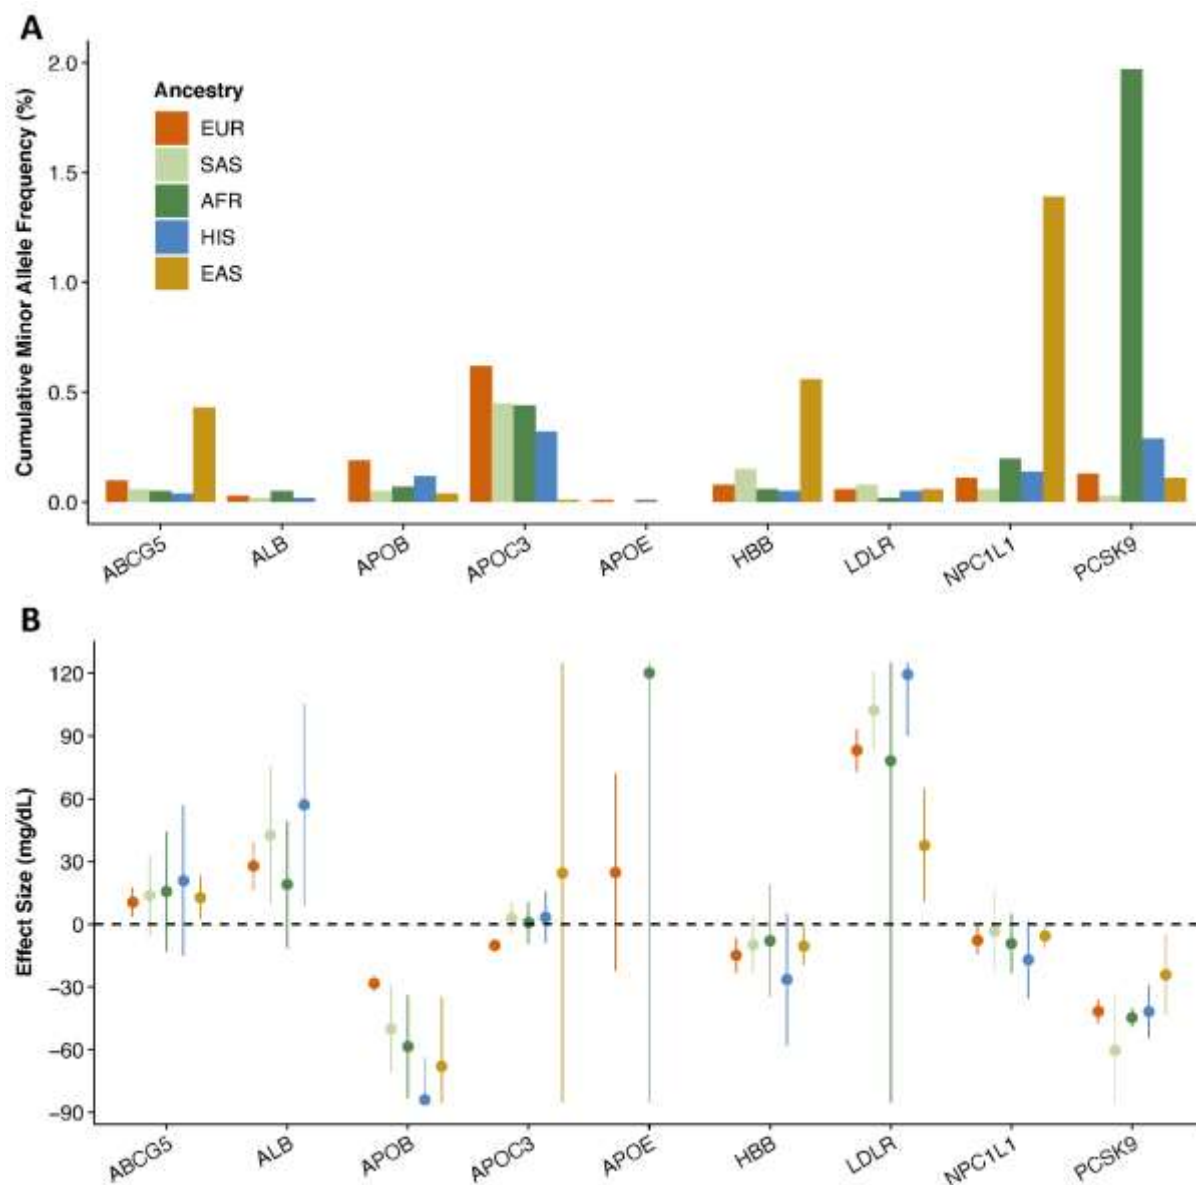 A
Cumulative Minor Allele Frequency (%)
2.0
1.5
1.0
0.5
0.0
Ancestry
EUR
SAS
AFR
HIS
EAS
ABCG5
ALB
APOB
APOC3
APOE
HBB
LDLR
NPC1L1
PCSK9
B
Effect Size (mg/dL)
120
90
60
30
0
−30
−60
−90
ABCG5
ALB
APOB
APOC3
APOE
HBB
LDLR
NPC1L1
PCSK9